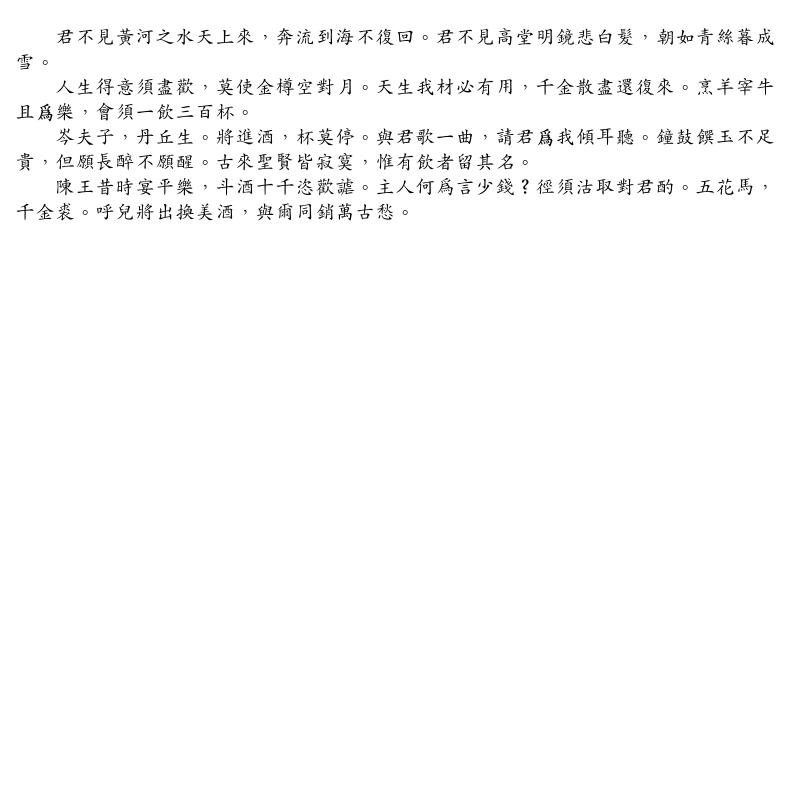 君不見黃河之水天上來，奔流到海不復回。君不見高堂明鏡悲白髮，朝如青絲暮成
雪。
人生得意須盡歡，莫使金樽空對月。天生我材必有用，千金散盡還復來。烹羊宰牛
且爲樂，會須一飲三百杯。
岑夫子，丹丘生。將進酒，杯莫停。與君歌一曲，請君爲我傾耳聽。鐘鼓饌玉不足
貴，但願長醉不願醒。古來聖賢皆寂寞，惟有飲者留其名。
陳王昔時宴平樂，斗酒十千恣歡謔。主人何爲言少錢？徑須沽取對君酌。五花馬，
千金裘。呼兒將出換美酒，與爾同銷萬古愁。